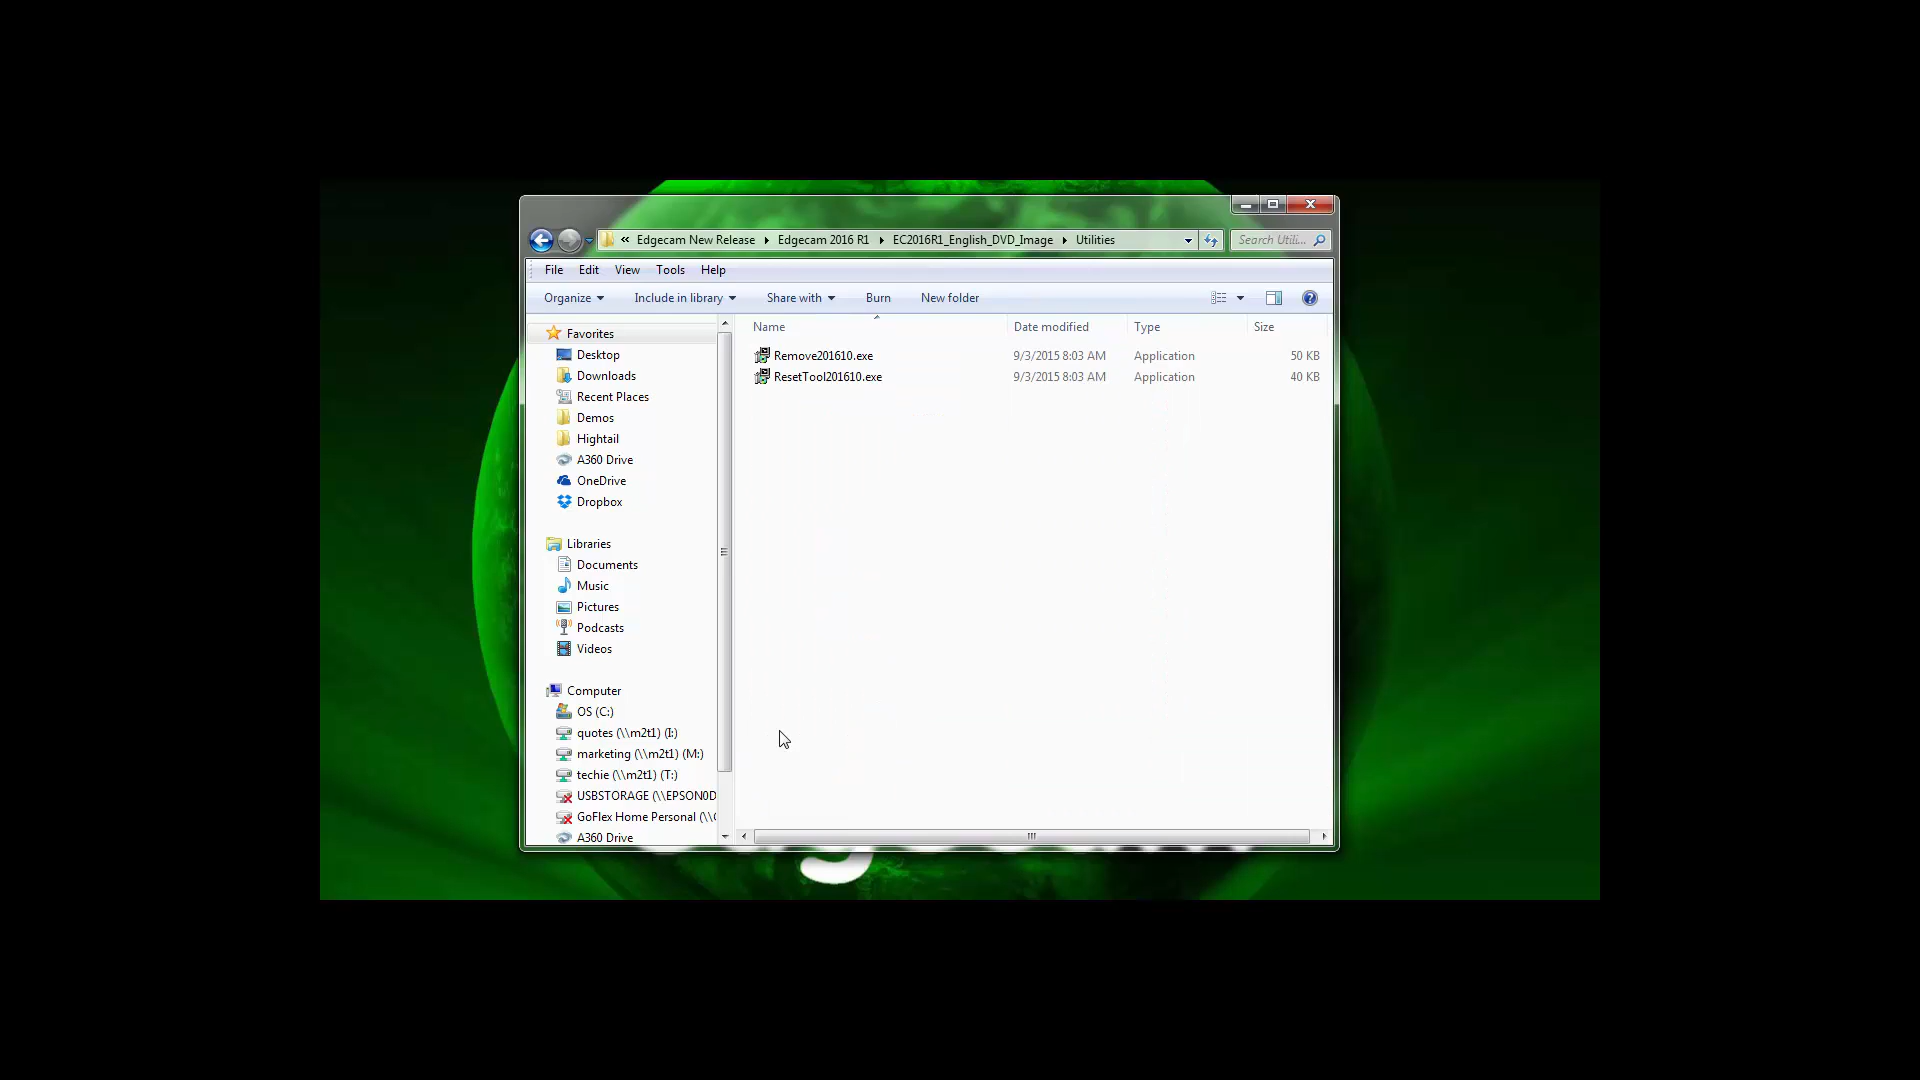 « Edgecam New Release Edgecam 2016 R1 EC2016R1_English_DVD_Image Utilities Search Utili...
File Edit View Tools Help
Organize Include in library Share with Burn New folder
Name Date modified Type Size
Remove201610.exe 9/3/2015 8:03 AM Application 50 KB
ResetTool201610.exe 9/3/2015 8:03 AM Application 40 KB
Favorites
Desktop
Downloads
Recent Places
Demos
Hightail
A360 Drive
OneDrive
Dropbox
Libraries
Documents
Music
Pictures
Podcasts
Videos
Computer
OS (C:)
quotes (\\m2t1) (I:)
marketing (\\m2t1) (M:)
techie (\\m2t1) (T:)
USBSTORAGE (\\EPSON0D
GoFlex Home Personal (\\
A360 Drive